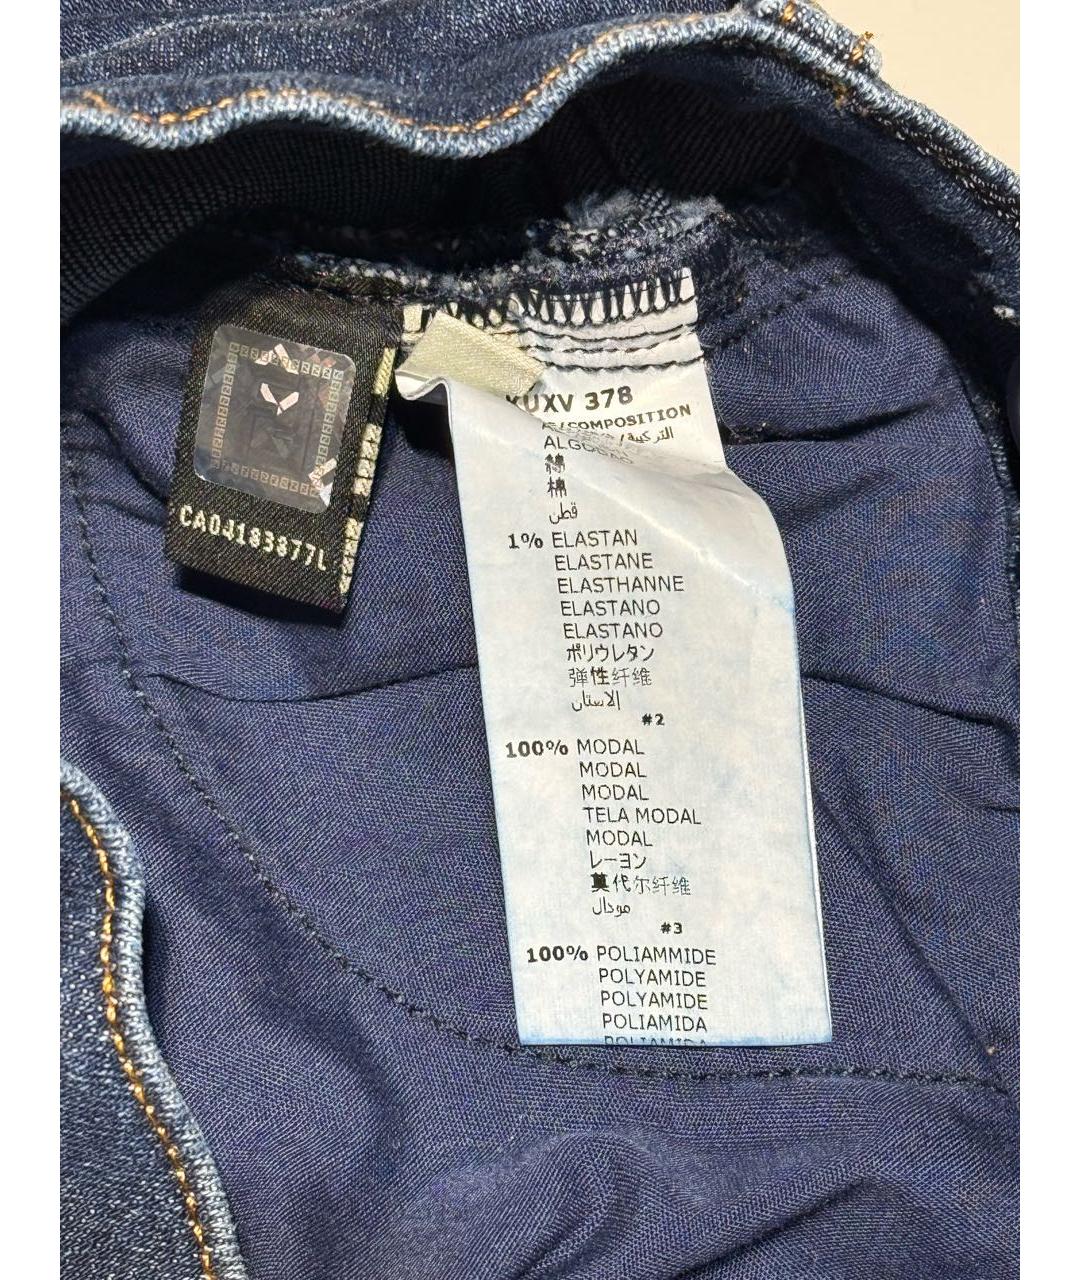 CA04183877L
XUXV 378
/COMPOSITION
التركيبة/
ALGODAO
綿
棉
قطن
1% ELASTAN
ELASTANE
ELASTHANNE
ELASTANO
ELASTANO
ポリウレタン
弹性纤维
الاستان
#2
100% MODAL
MODAL
MODAL
TELA MODAL
MODAL
レーヨン
莫代尔纤维
مودال
#3
100% POLIAMMIDE
POLYAMIDE
POLYAMIDE
POLIAMIDA
POLIAMIDA